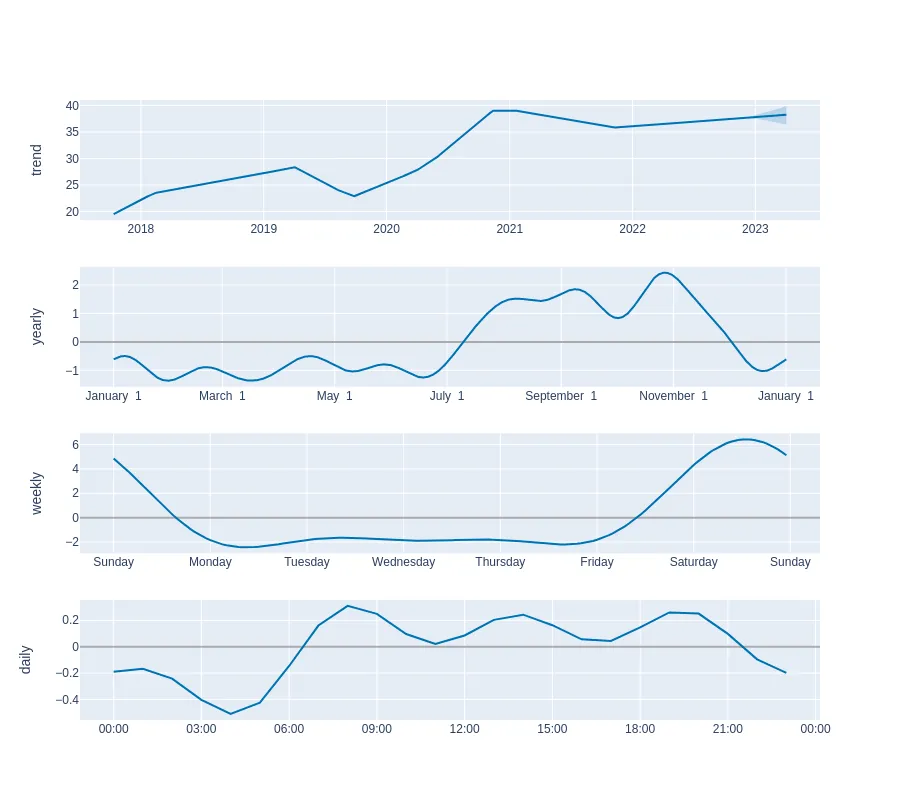 trend
40
35
30
25
20
2018 2019 2020 2021 2022 2023
yearly
2
1
0
−1
January 1 March 1 May 1 July 1 September 1 November 1 January 1
weekly
6
4
2
0
−2
Sunday Monday Tuesday Wednesday Thursday Friday Saturday Sunday
daily
0.2
0
−0.2
−0.4
00:00 03:00 06:00 09:00 12:00 15:00 18:00 21:00 00:00